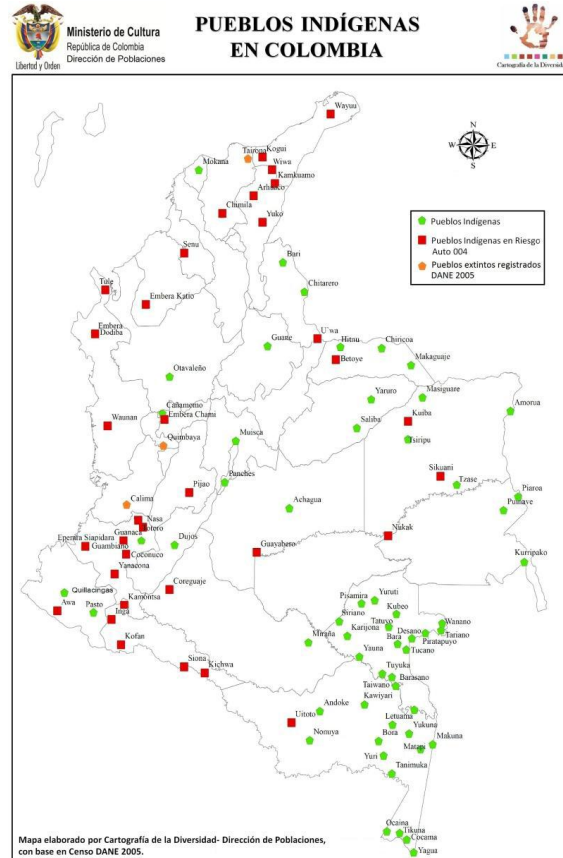 Libertad y Orden
Ministerio de Cultura
República de Colombia
Dirección de Poblaciones
PUEBLOS INDÍGENAS
EN COLOMBIA
Cartografía de la Diversidad
N
W
E
S
Pueblos Indígenas
Pueblos Indígenas en Riesgo
Auto 004
Pueblos extintos registrados
DANE 2005
Wayuu
Tairona
Kogui
Mokana
Wiwa
Kamkuamo
Arhuaco
Chimila
Yuko
Senu
Bari
Chitarero
Tule
Embera Katio
Embera
Dodiba
U´wa
Hitnu
Chiricoa
Guane
Betoye
Makaguaje
Otavaleño
Yaruro
Masiguare
Cañamomo
Embera Chami
Amorua
Waunan
Kuiba
Saliba
Tsiripu
Muisca
Quimbaya
Sikuani
Panches
Tzase
Pijao
Piaroa
Calima
Achagua
Puinave
Nasa
Totoro
Guanaca
Nukak
Eperara Siapidara
Guambiano
Dujos
Coconuco
Guayabero
Kurripako
Yanacona
Coreguaje
Quillacingas
Kamontsa
Pisamira
Yuruti
Awa
Pasto
Inga
Siriano
Kubeo
Tatuyo
Wanano
Karijona
Desano
Tariano
Bara
Piratapuyo
Kofan
Miraña
Tucano
Yauna
Siona
Kichwa
Tuyuka
Barasano
Taiwano
Andoke
Kawiyari
Uitoto
Letuama
Yukuna
Nonuya
Bora
Makuna
Matapi
Yuri
Tanimuka
Ocaina
Tikuna
Cocama
Yagua
Mapa elaborado por Cartografía de la Diversidad- Dirección de Poblaciones,
con base en Censo DANE 2005.